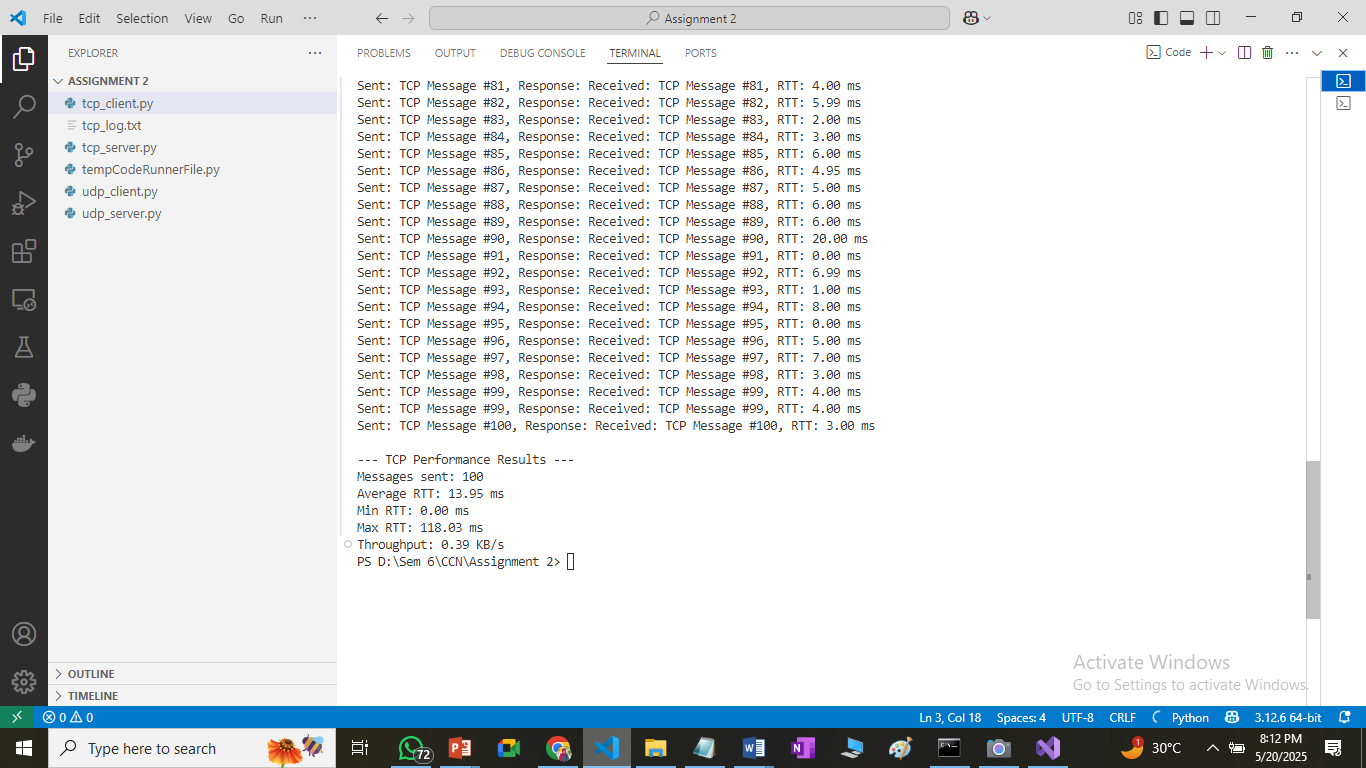 File Edit Selection View Go Run ···
Assignment 2
EXPLORER
ASSIGNMENT 2
tcp_client.py
tcp_log.txt
tcp_server.py
tempCodeRunnerFile.py
udp_client.py
udp_server.py
OUTLINE
TIMELINE
PROBLEMS OUTPUT DEBUG CONSOLE TERMINAL PORTS
Code
Sent: TCP Message #81, Response: Received: TCP Message #81, RTT: 4.00 ms
Sent: TCP Message #82, Response: Received: TCP Message #82, RTT: 5.99 ms
Sent: TCP Message #83, Response: Received: TCP Message #83, RTT: 2.00 ms
Sent: TCP Message #84, Response: Received: TCP Message #84, RTT: 3.00 ms
Sent: TCP Message #85, Response: Received: TCP Message #85, RTT: 6.00 ms
Sent: TCP Message #86, Response: Received: TCP Message #86, RTT: 4.95 ms
Sent: TCP Message #87, Response: Received: TCP Message #87, RTT: 5.00 ms
Sent: TCP Message #88, Response: Received: TCP Message #88, RTT: 6.00 ms
Sent: TCP Message #89, Response: Received: TCP Message #89, RTT: 6.00 ms
Sent: TCP Message #90, Response: Received: TCP Message #90, RTT: 20.00 ms
Sent: TCP Message #91, Response: Received: TCP Message #91, RTT: 0.00 ms
Sent: TCP Message #92, Response: Received: TCP Message #92, RTT: 6.99 ms
Sent: TCP Message #93, Response: Received: TCP Message #93, RTT: 1.00 ms
Sent: TCP Message #94, Response: Received: TCP Message #94, RTT: 8.00 ms
Sent: TCP Message #95, Response: Received: TCP Message #95, RTT: 0.00 ms
Sent: TCP Message #96, Response: Received: TCP Message #96, RTT: 5.00 ms
Sent: TCP Message #97, Response: Received: TCP Message #97, RTT: 7.00 ms
Sent: TCP Message #98, Response: Received: TCP Message #98, RTT: 3.00 ms
Sent: TCP Message #99, Response: Received: TCP Message #99, RTT: 4.00 ms
Sent: TCP Message #99, Response: Received: TCP Message #99, RTT: 4.00 ms
Sent: TCP Message #100, Response: Received: TCP Message #100, RTT: 3.00 ms
--- TCP Performance Results ---
Messages sent: 100
Average RTT: 13.95 ms
Min RTT: 0.00 ms
Max RTT: 118.03 ms
Throughput: 0.39 KB/s
PS D:\Sem 6\CCN\Assignment 2>
Activate Windows
Go to Settings to activate Windows.
0 0 Ln 3, Col 18 Spaces: 4 UTF-8 CRLF Python 3.12.6 64-bit
Type here to search
72
1
30°C
8:12 PM
5/20/2025